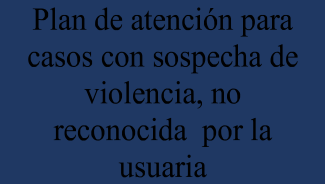 Plan de atención para
casos con sospecha de
violencia, no
reconocida  por la
usuaria